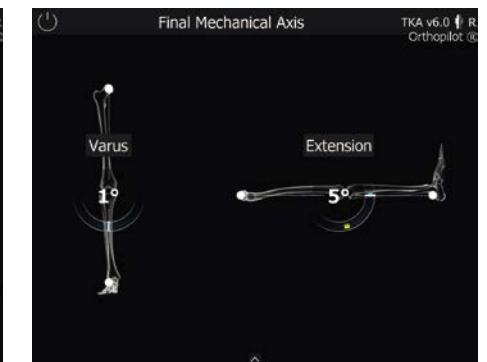 Final Mechanical Axis
TKA v6.0 R
Orthopilot ®
Varus
Extension
1°
5°